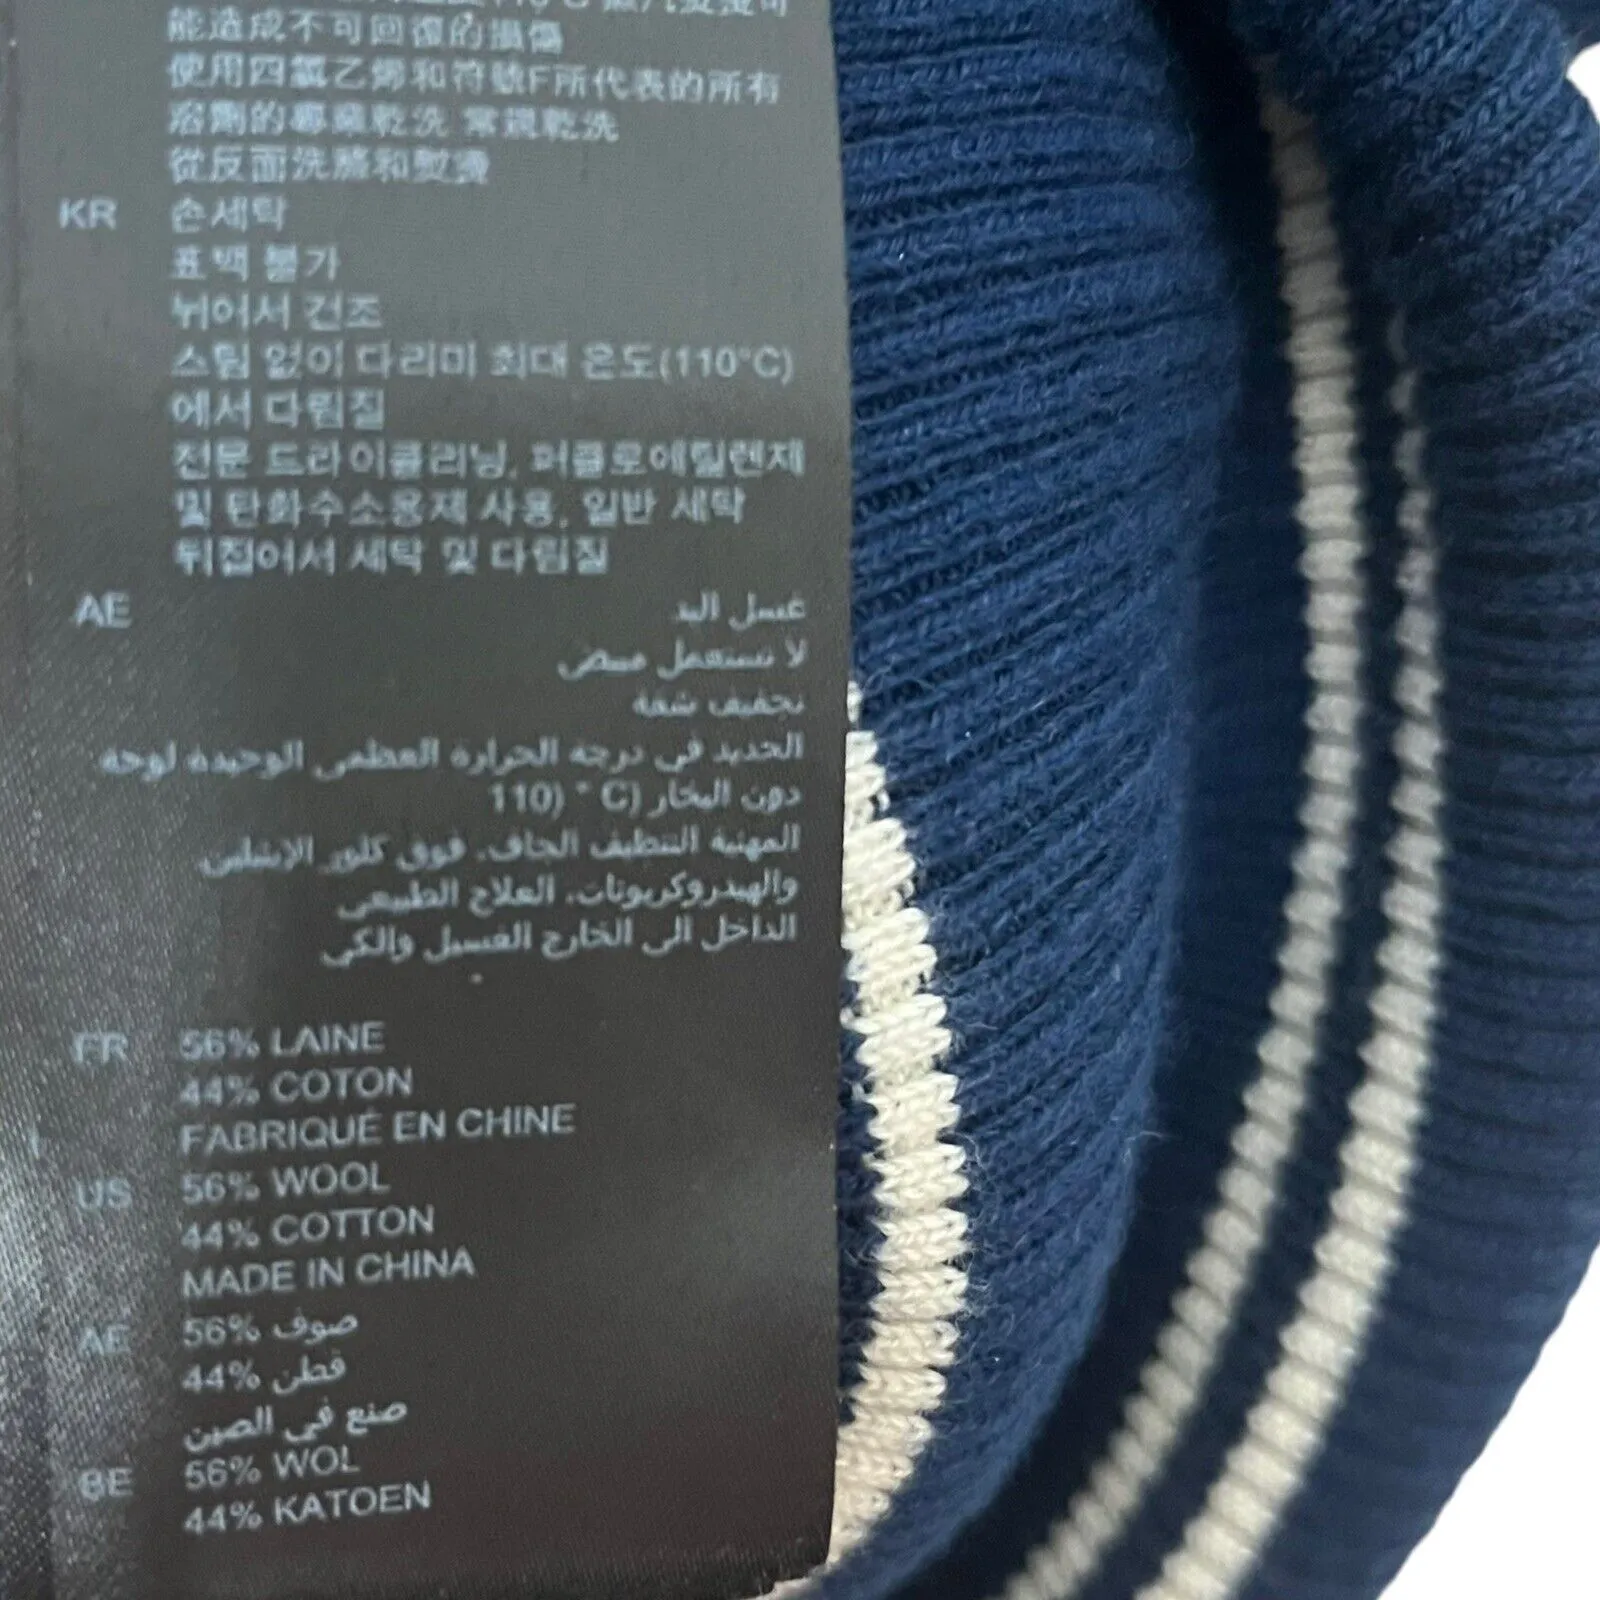 能造成不可回復的損傷
使用四氯乙烯和符號F所代表的所有
溶劑的專業乾洗 常規乾洗
從反面洗滌和熨燙
KR 손세탁
표백 불가
뉘어서 건조
스팀 없이 다리미 최대 온도(110°C)
에서 다림질
전문 드라이클리닝, 퍼클로에틸렌제
및 탄화수소용제 사용, 일반 세탁
뒤집어서 세탁 및 다림질
AE غسل اليد
لا تستعمل مبيض
تجفيف شقة
الحديد في درجة الحرارة العظمى الوحيدة لوحة
دون البخار (110 ° C)
المهنية التنظيف الجاف، فوق كلور الإيثيلين
والهيدروكربونات، العلاج الطبيعي
الداخل الى الخارج الغسيل والكي
FR 56% LAINE
44% COTON
FABRIQUÉ EN CHINE
US 56% WOOL
44% COTTON
MADE IN CHINA
AE 56% صوف
44% قطن
صنع في الصين
BE 56% WOL
44% KATOEN